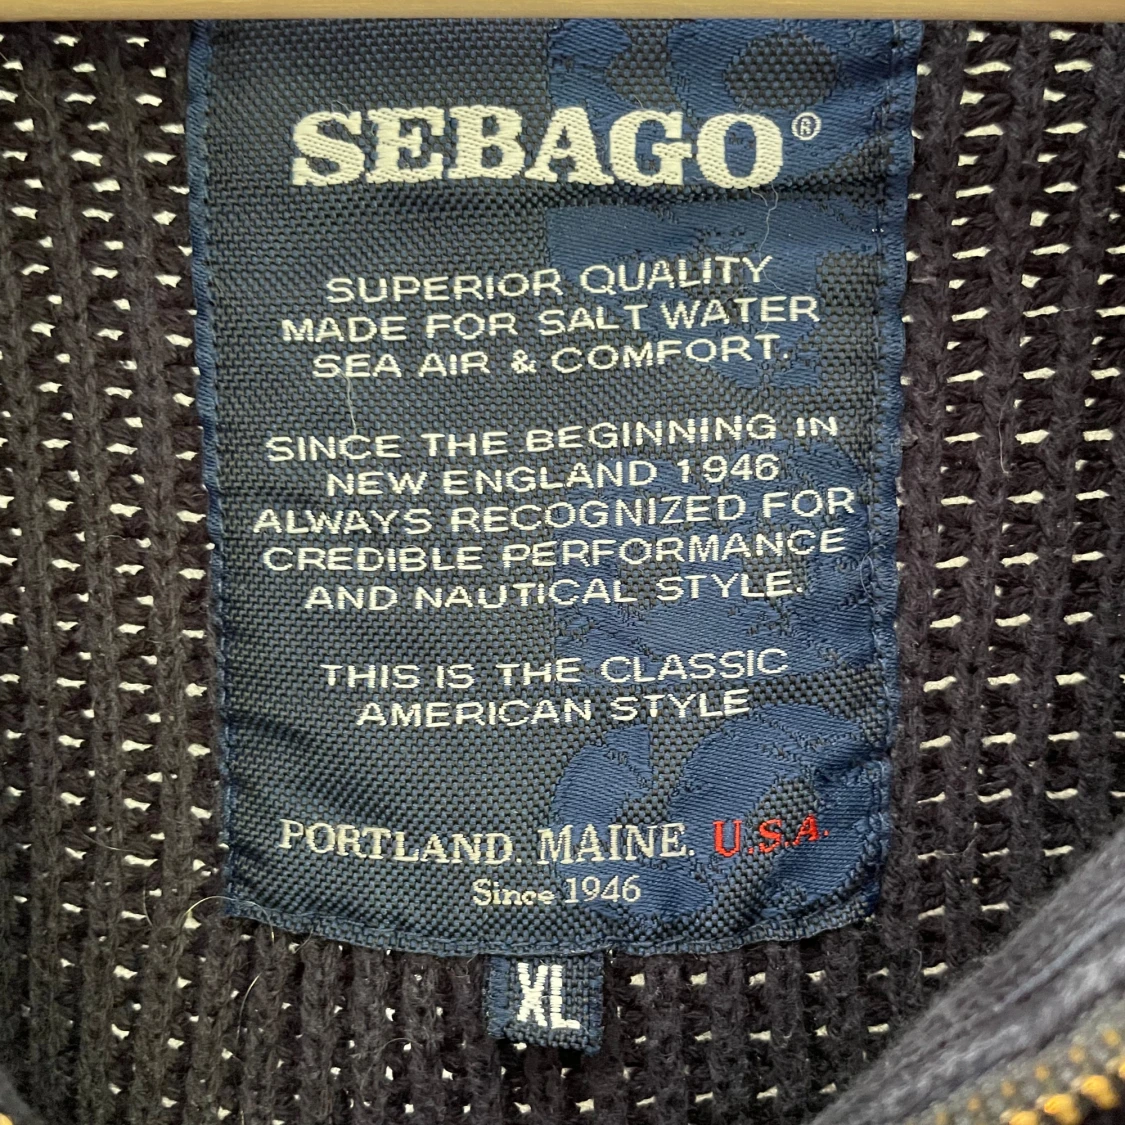 SEBAGO®
SUPERIOR QUALITY
MADE FOR SALT WATER
SEA AIR & COMFORT.
SINCE THE BEGINNING IN
NEW ENGLAND 1946
ALWAYS RECOGNIZED FOR
CREDIBLE PERFORMANCE
AND NAUTICAL STYLE.
THIS IS THE CLASSIC
AMERICAN STYLE
PORTLAND. MAINE. U.S.A.
Since 1946
XL